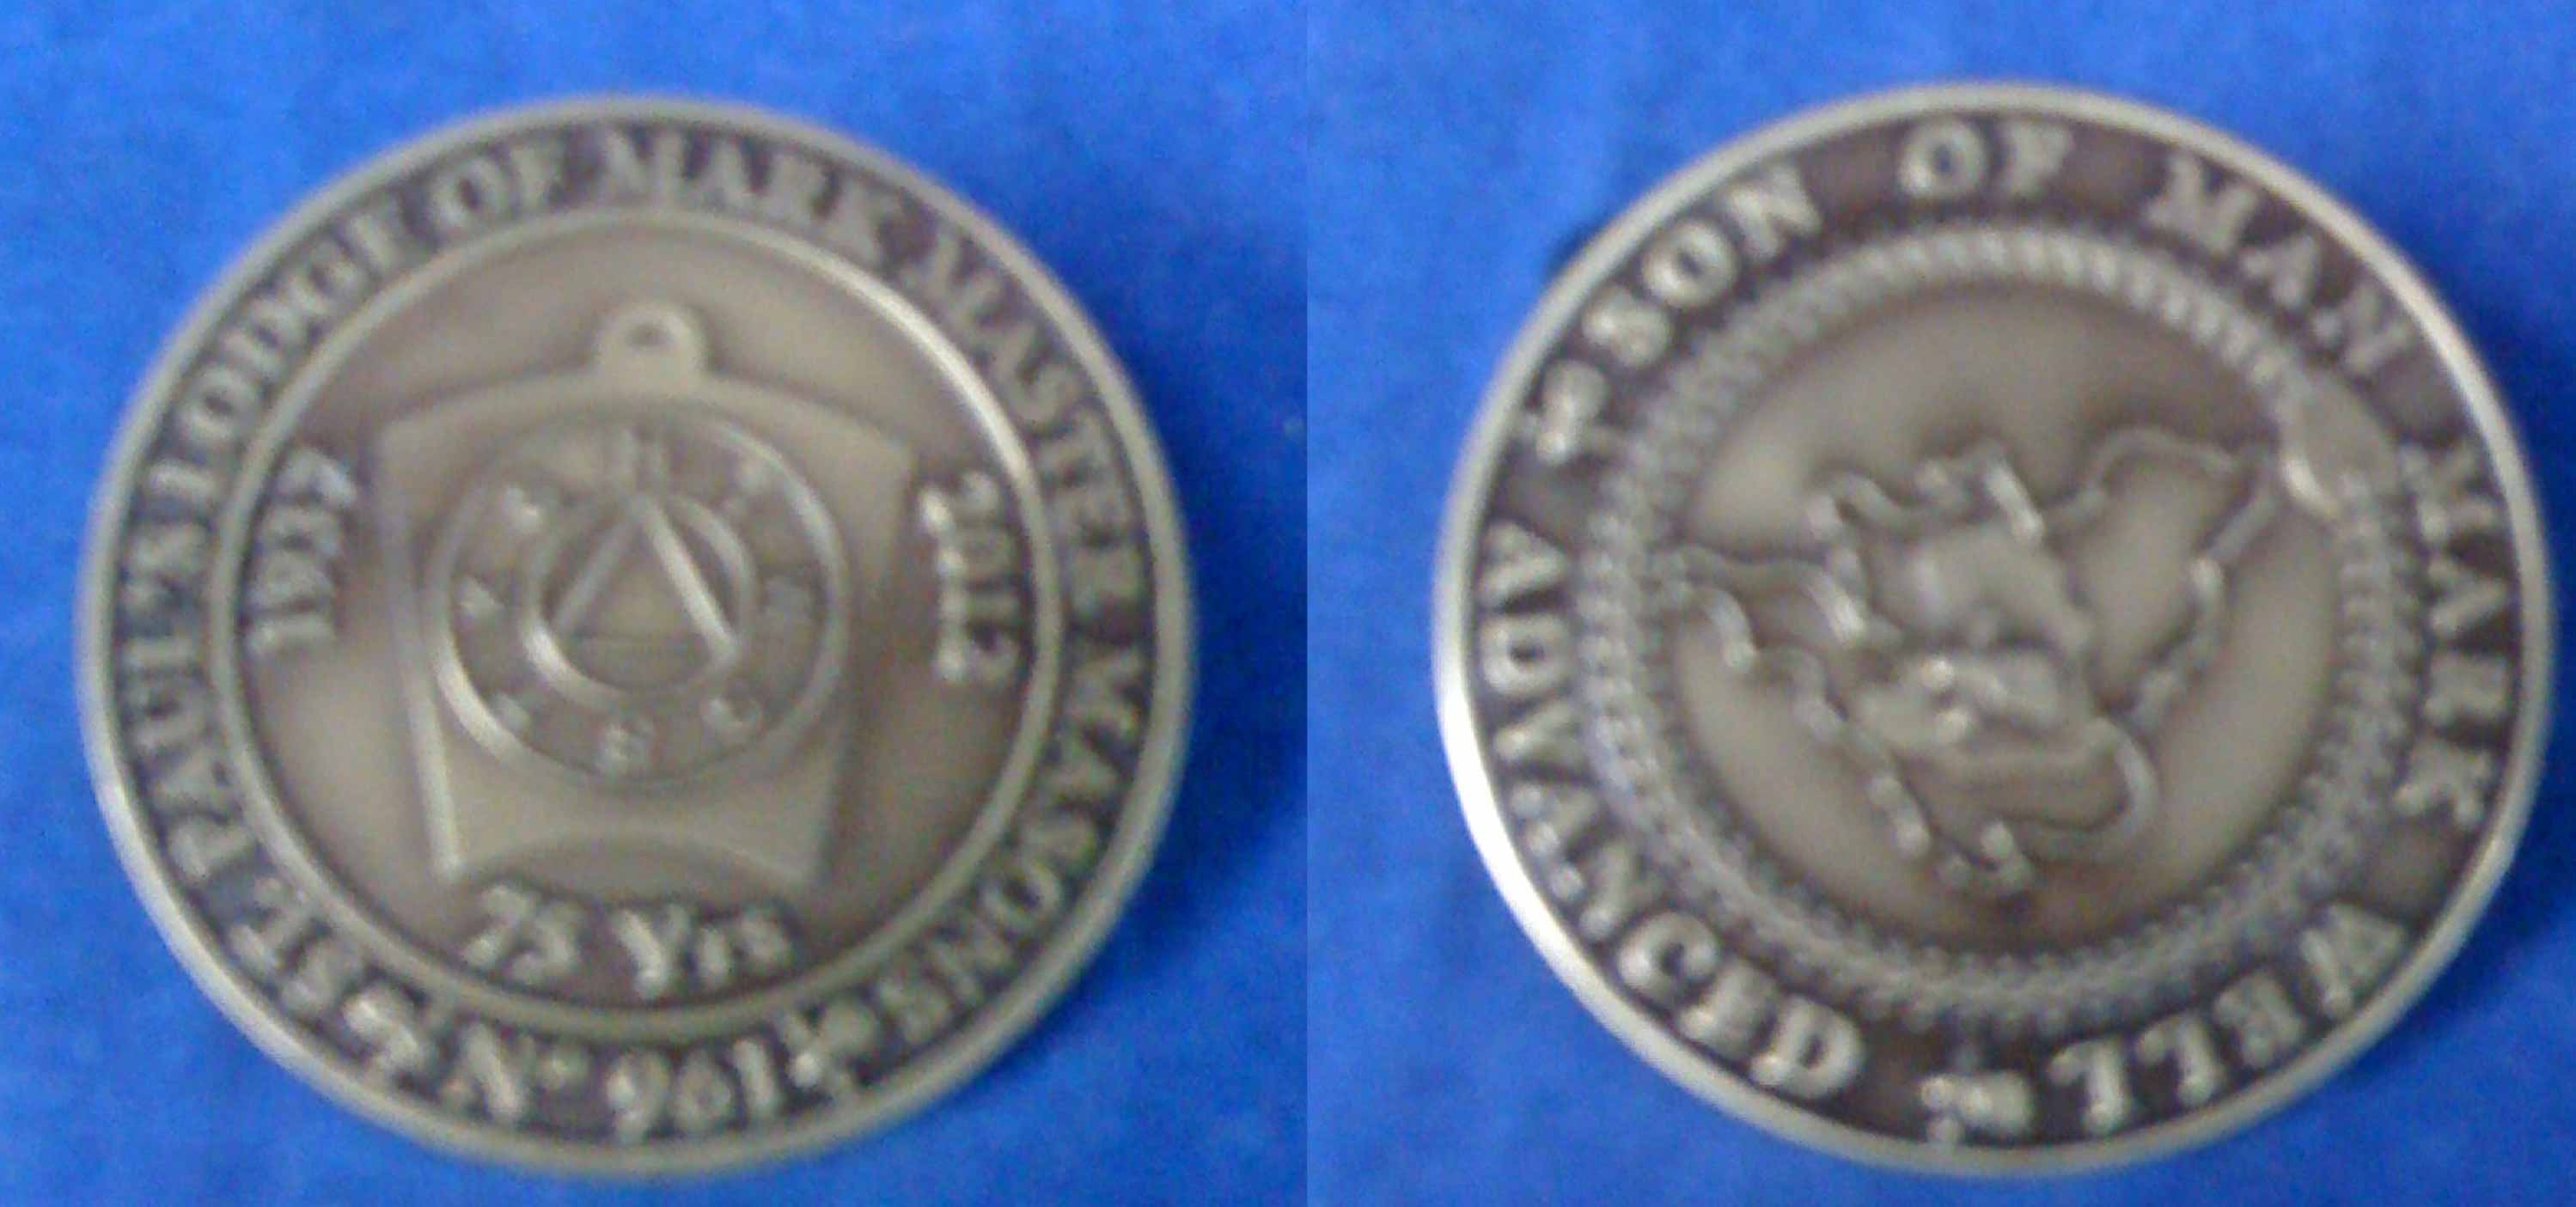 ST. PAUL'S LODGE OF MARK MASTER MASONS
No. 961
1937
2012
75 Yrs
SON OF MAN MARK WELL
ADVANCED